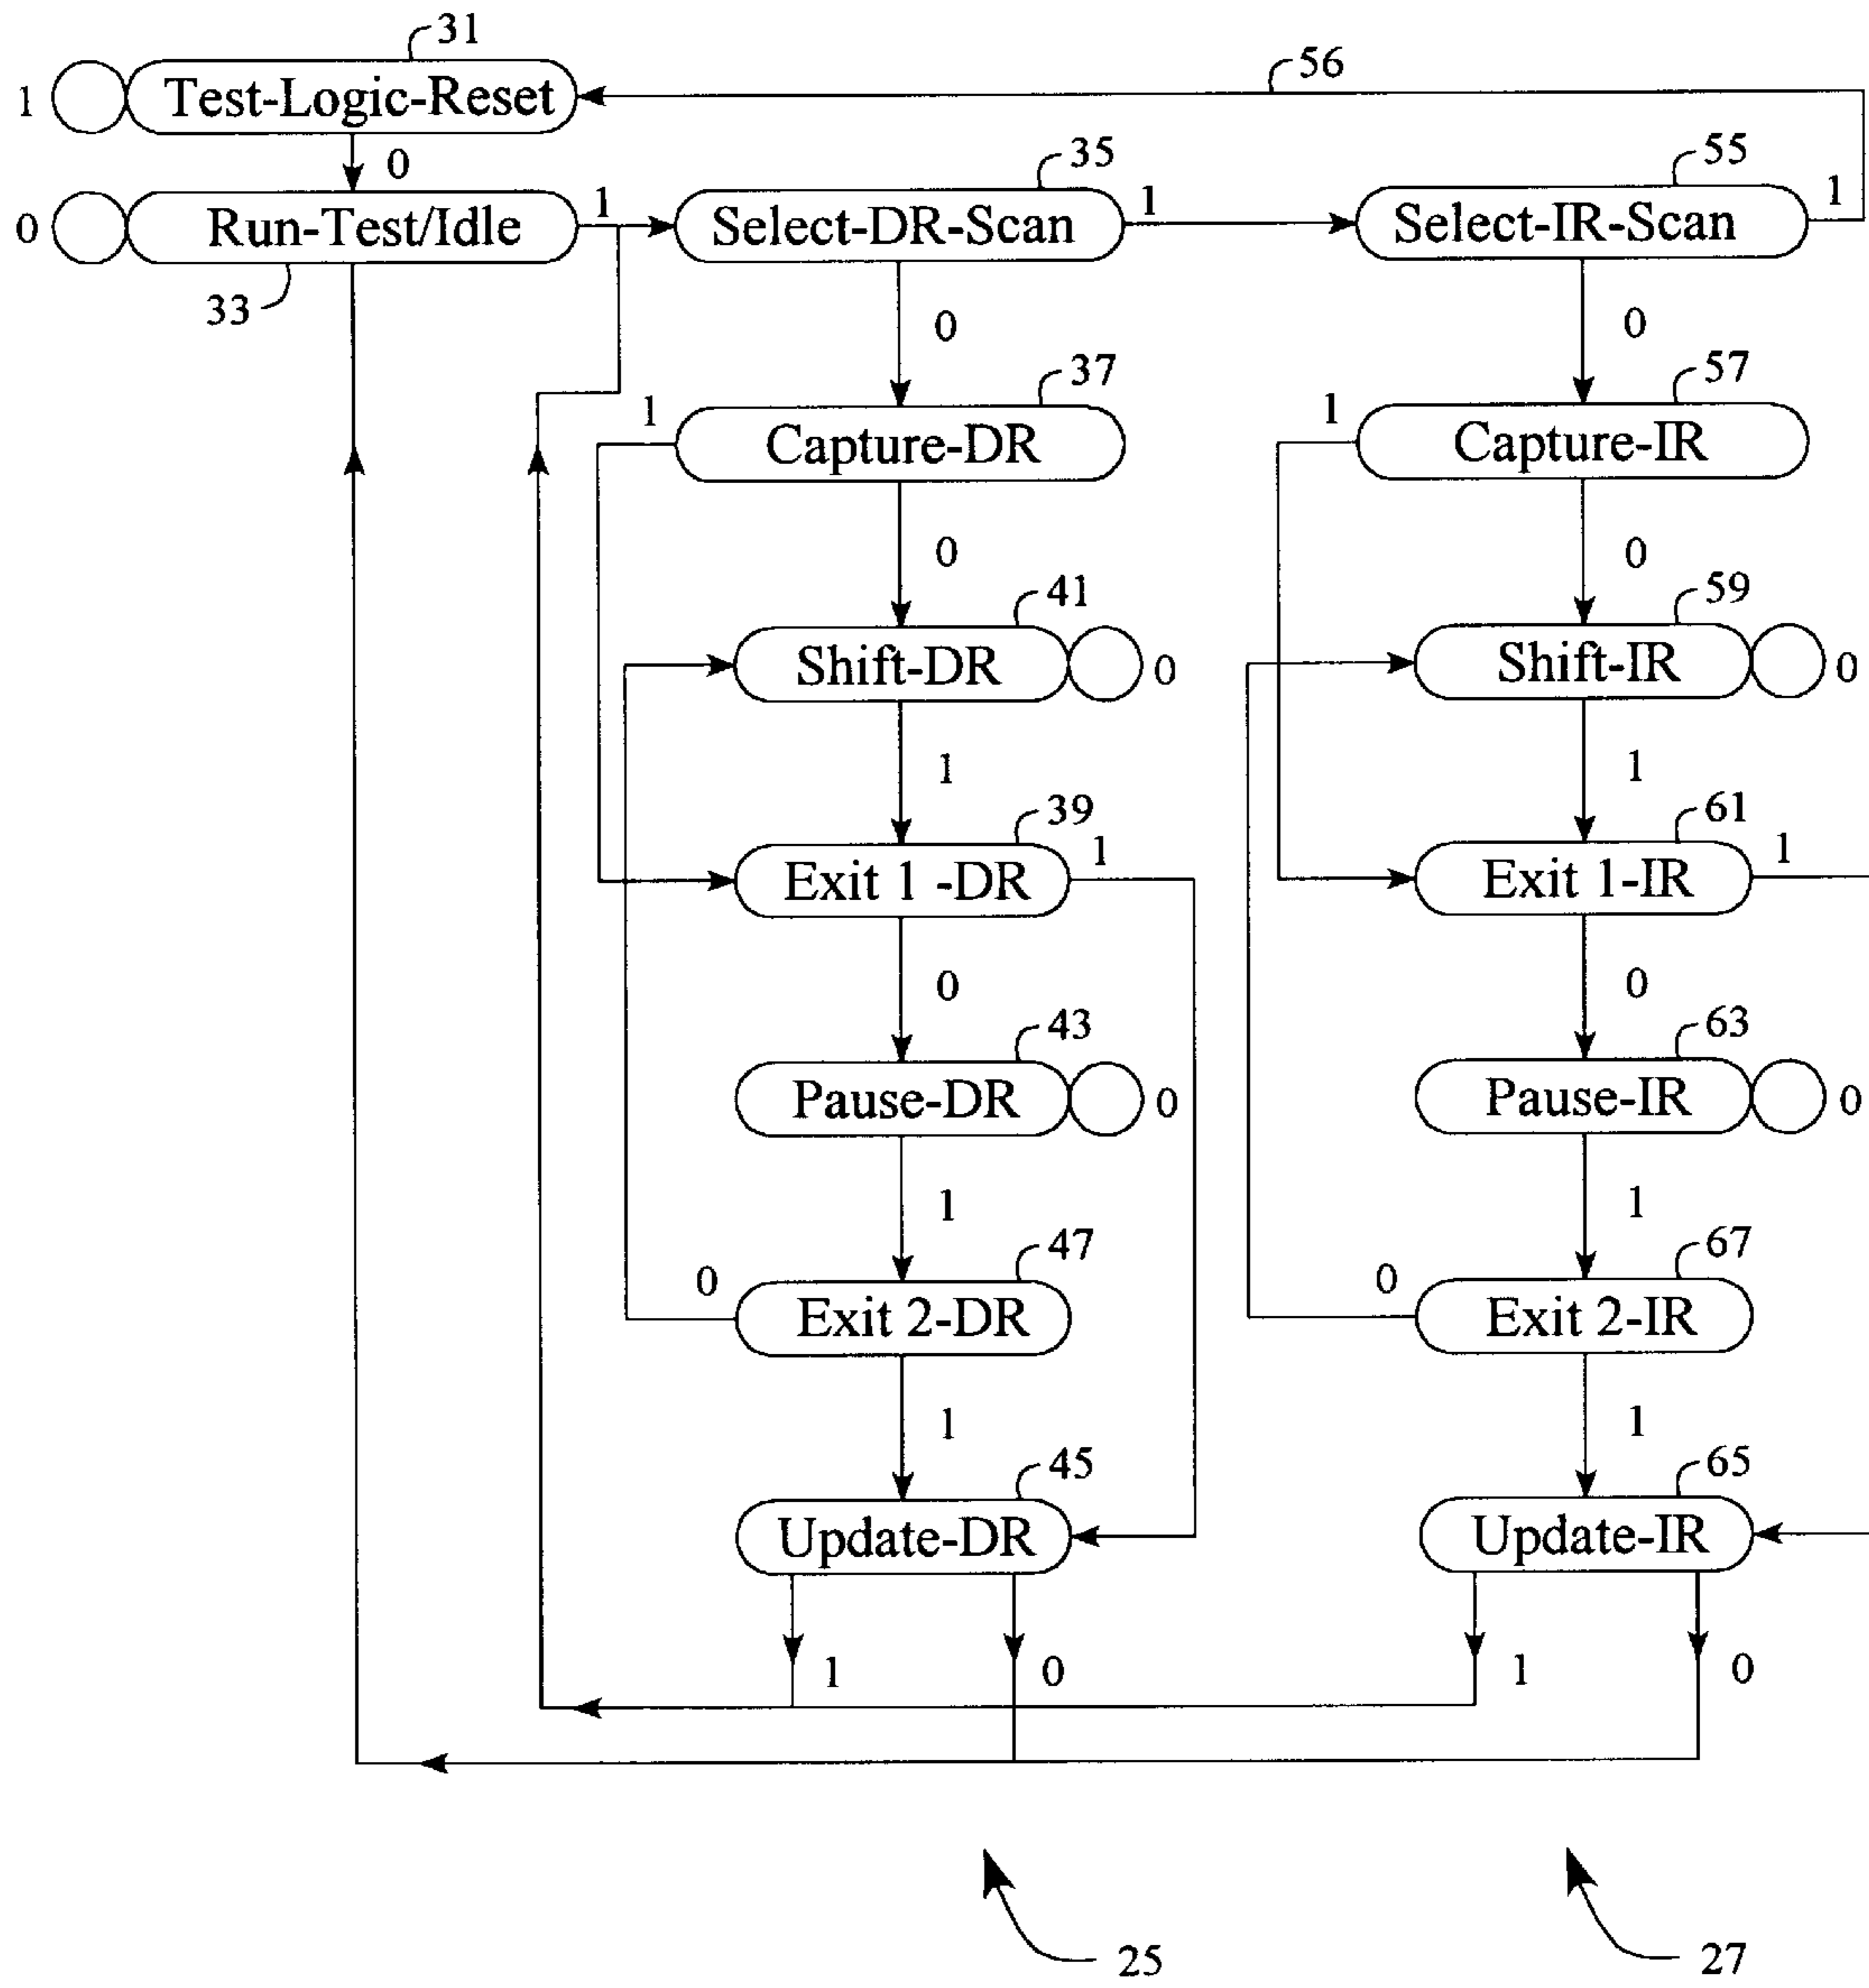 31
56
1 Test-Logic-Reset
0
35
55
0 Run-Test/Idle 1 Select-DR-Scan 1 Select-IR-Scan 1
33
0 0
37 57
1 Capture-DR 1 Capture-IR
0 0
41 59
Shift-DR 0 Shift-IR 0
1 1
39 61
Exit 1 -DR 1 Exit 1-IR 1
0 0
43 63
Pause-DR 0 Pause-IR 0
1 1
47 67
0 Exit 2-DR 0 Exit 2-IR
1 1
45 65
Update-DR Update-IR
1 0 1 0
25 27